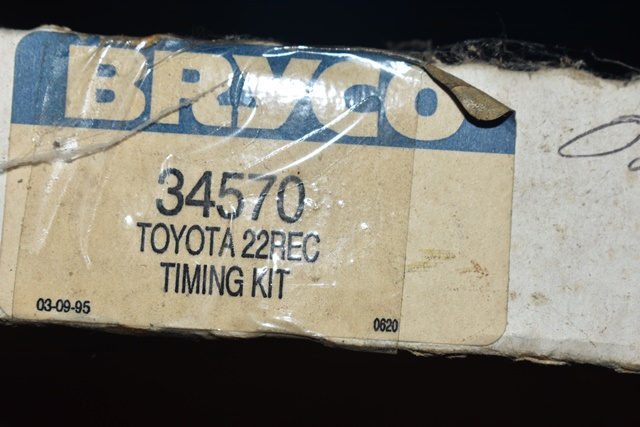 BRYCO
34570
TOYOTA 22REC
TIMING KIT
03-09-95
0620